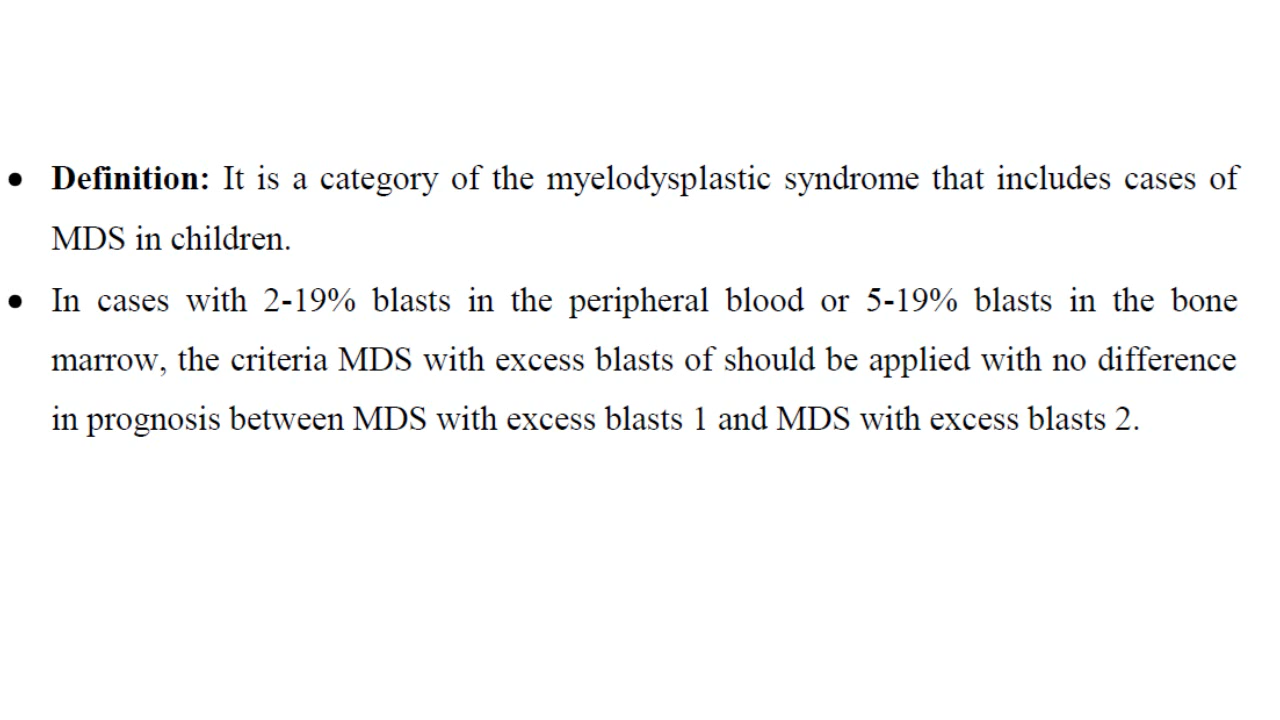 • Definition: It is a category of the myelodysplastic syndrome that includes cases of
MDS in children.
• In cases with 2-19% blasts in the peripheral blood or 5-19% blasts in the bone
marrow, the criteria MDS with excess blasts of should be applied with no difference
in prognosis between MDS with excess blasts 1 and MDS with excess blasts 2.